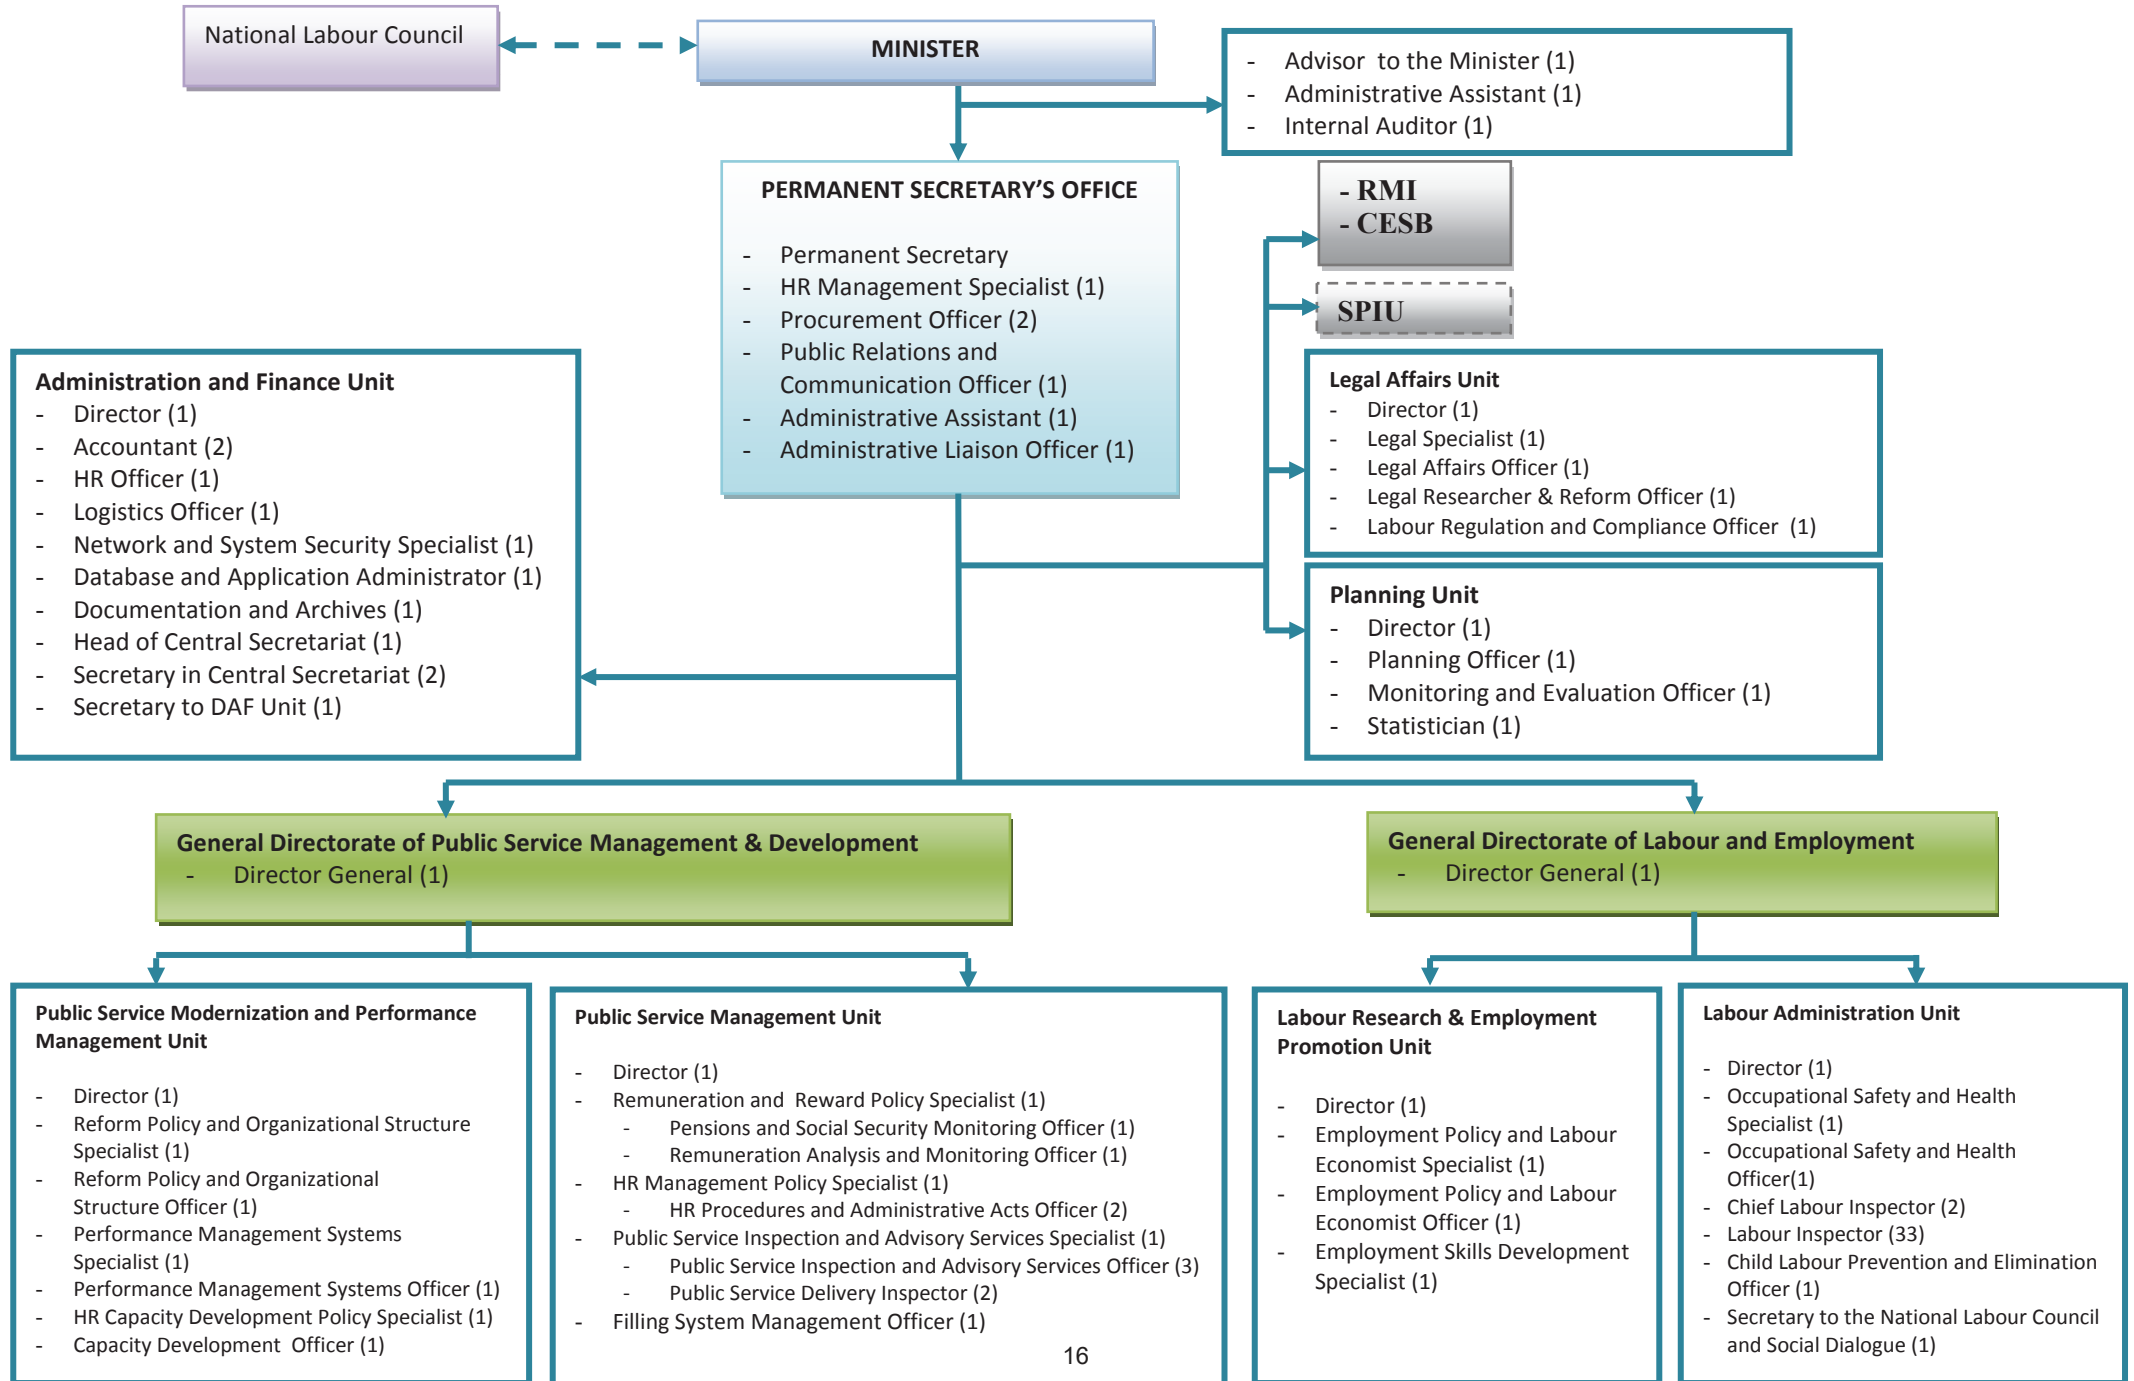 National Labour Council
MINISTER
- Advisor to the Minister (1)
- Administrative Assistant (1)
- Internal Auditor (1)
PERMANENT SECRETARY’S OFFICE
- Permanent Secretary
- HR Management Specialist (1)
- Procurement Officer (2)
- Public Relations and
Communication Officer (1)
- Administrative Assistant (1)
- Administrative Liaison Officer (1)
- RMI
- CESB
SPIU
Administration and Finance Unit
- Director (1)
- Accountant (2)
- HR Officer (1)
- Logistics Officer (1)
- Network and System Security Specialist (1)
- Database and Application Administrator (1)
- Documentation and Archives (1)
- Head of Central Secretariat (1)
- Secretary in Central Secretariat (2)
- Secretary to DAF Unit (1)
Legal Affairs Unit
- Director (1)
- Legal Specialist (1)
- Legal Affairs Officer (1)
- Legal Researcher & Reform Officer (1)
- Labour Regulation and Compliance Officer (1)
Planning Unit
- Director (1)
- Planning Officer (1)
- Monitoring and Evaluation Officer (1)
- Statistician (1)
General Directorate of Public Service Management & Development
- Director General (1)
General Directorate of Labour and Employment
- Director General (1)
Public Service Modernization and Performance
Management Unit
- Director (1)
- Reform Policy and Organizational Structure
Specialist (1)
- Reform Policy and Organizational
Structure Officer (1)
- Performance Management Systems
Specialist (1)
- Performance Management Systems Officer (1)
- HR Capacity Development Policy Specialist (1)
- Capacity Development Officer (1)
Public Service Management Unit
- Director (1)
- Remuneration and Reward Policy Specialist (1)
- Pensions and Social Security Monitoring Officer (1)
- Remuneration Analysis and Monitoring Officer (1)
- HR Management Policy Specialist (1)
- HR Procedures and Administrative Acts Officer (2)
- Public Service Inspection and Advisory Services Specialist (1)
- Public Service Inspection and Advisory Services Officer (3)
- Public Service Delivery Inspector (2)
- Filling System Management Officer (1)
Labour Research & Employment
Promotion Unit
- Director (1)
- Employment Policy and Labour
Economist Specialist (1)
- Employment Policy and Labour
Economist Officer (1)
- Employment Skills Development
Specialist (1)
Labour Administration Unit
- Director (1)
- Occupational Safety and Health
Specialist (1)
- Occupational Safety and Health
Officer(1)
- Chief Labour Inspector (2)
- Labour Inspector (33)
- Child Labour Prevention and Elimination
Officer (1)
- Secretary to the National Labour Council
and Social Dialogue (1)
16